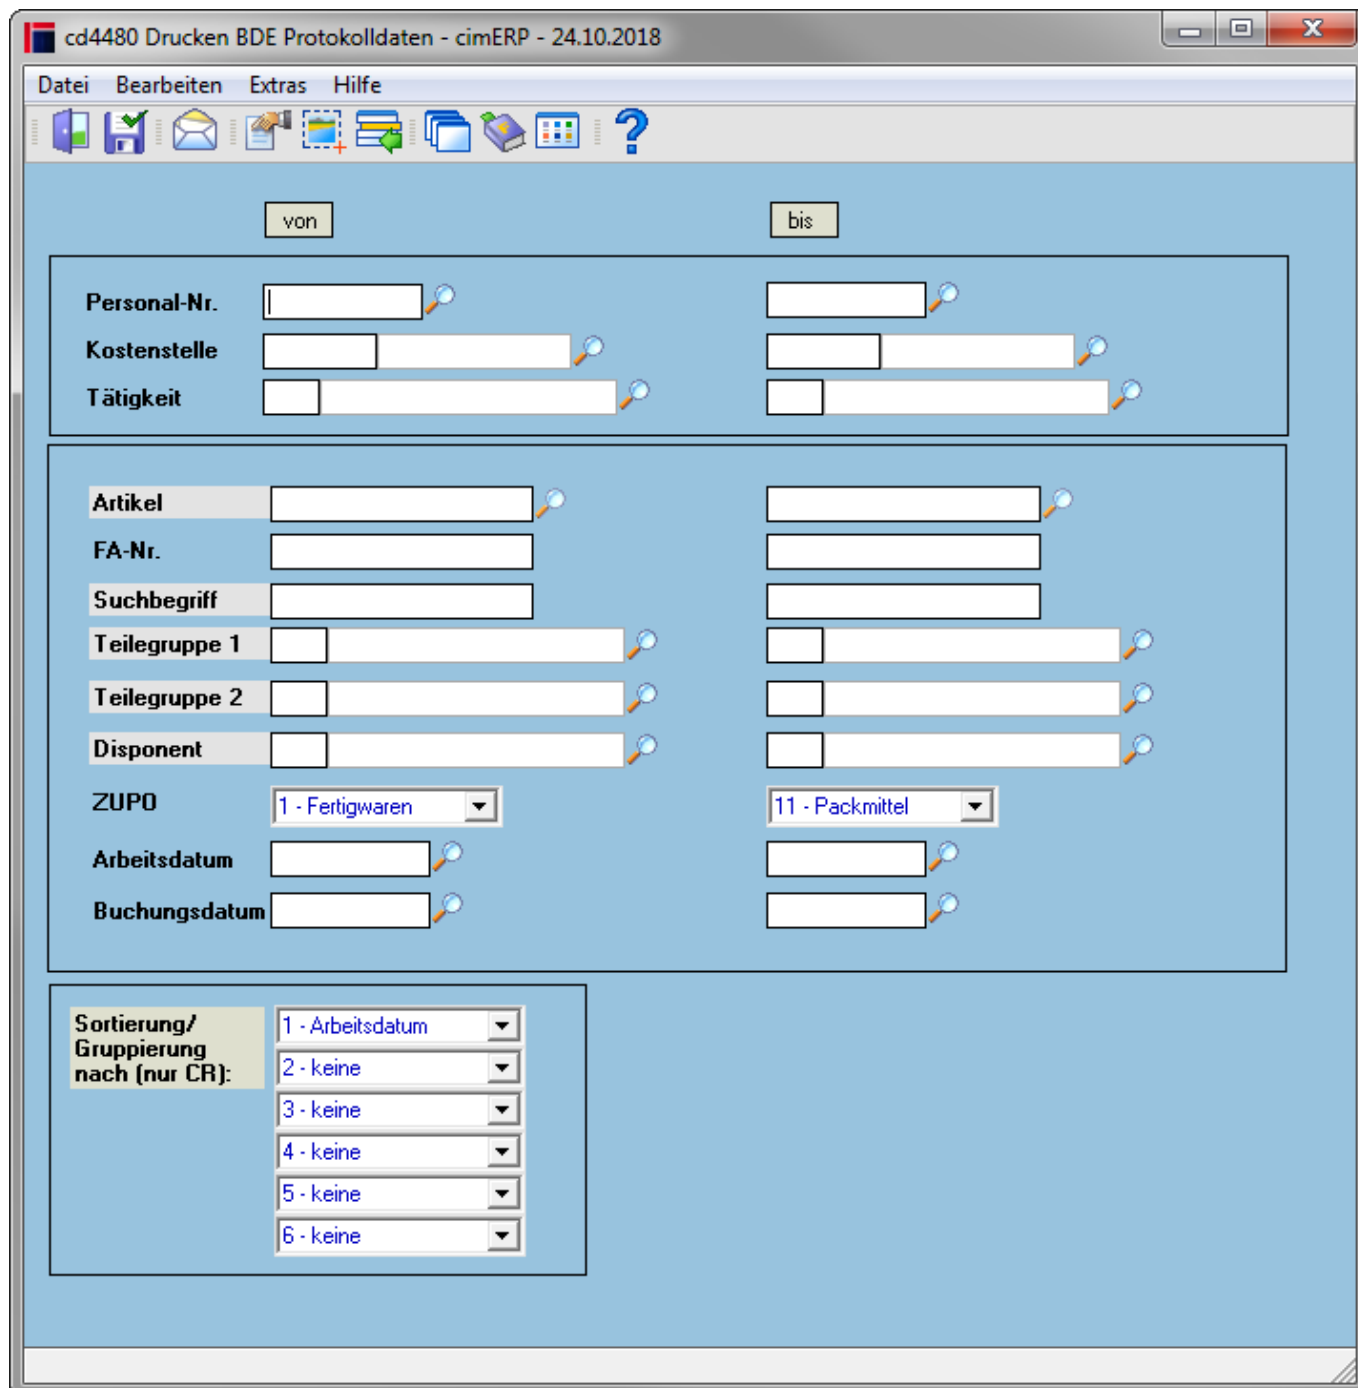 cd4480 Drucken BDE Protokolldaten - cimERP - 24.10.2018
Datei Bearbeiten Extras Hilfe
von bis
Personal-Nr.
Kostenstelle
Tätigkeit
Artikel
FA-Nr.
Suchbegriff
Teilegruppe 1
Teilegruppe 2
Disponent
ZUPO 1 - Fertigwaren 11 - Packmittel
Arbeitsdatum
Buchungsdatum
Sortierung/
Gruppierung
nach (nur CR):
1 - Arbeitsdatum
2 - keine
3 - keine
4 - keine
5 - keine
6 - keine